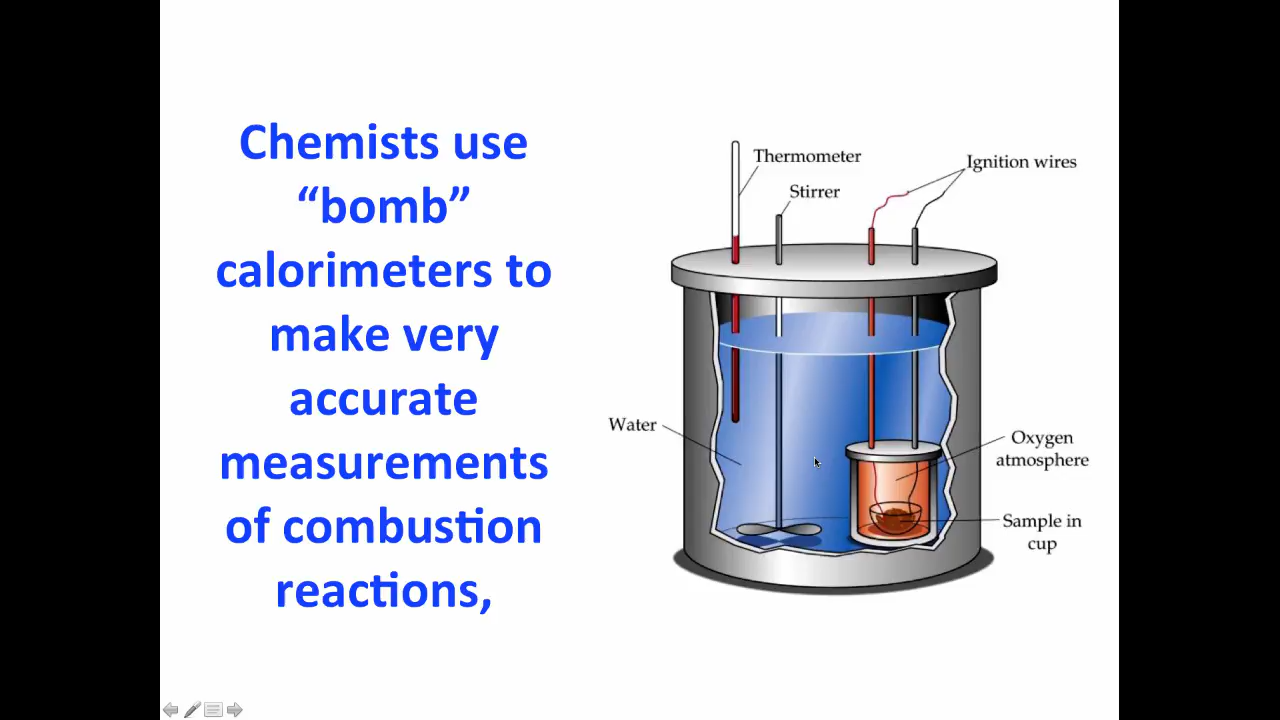 Chemists use
“bomb”
calorimeters to
make very
accurate
measurements
of combustion
reactions,
Thermometer
Stirrer
Ignition wires
Water
Oxygen
atmosphere
Sample in
cup